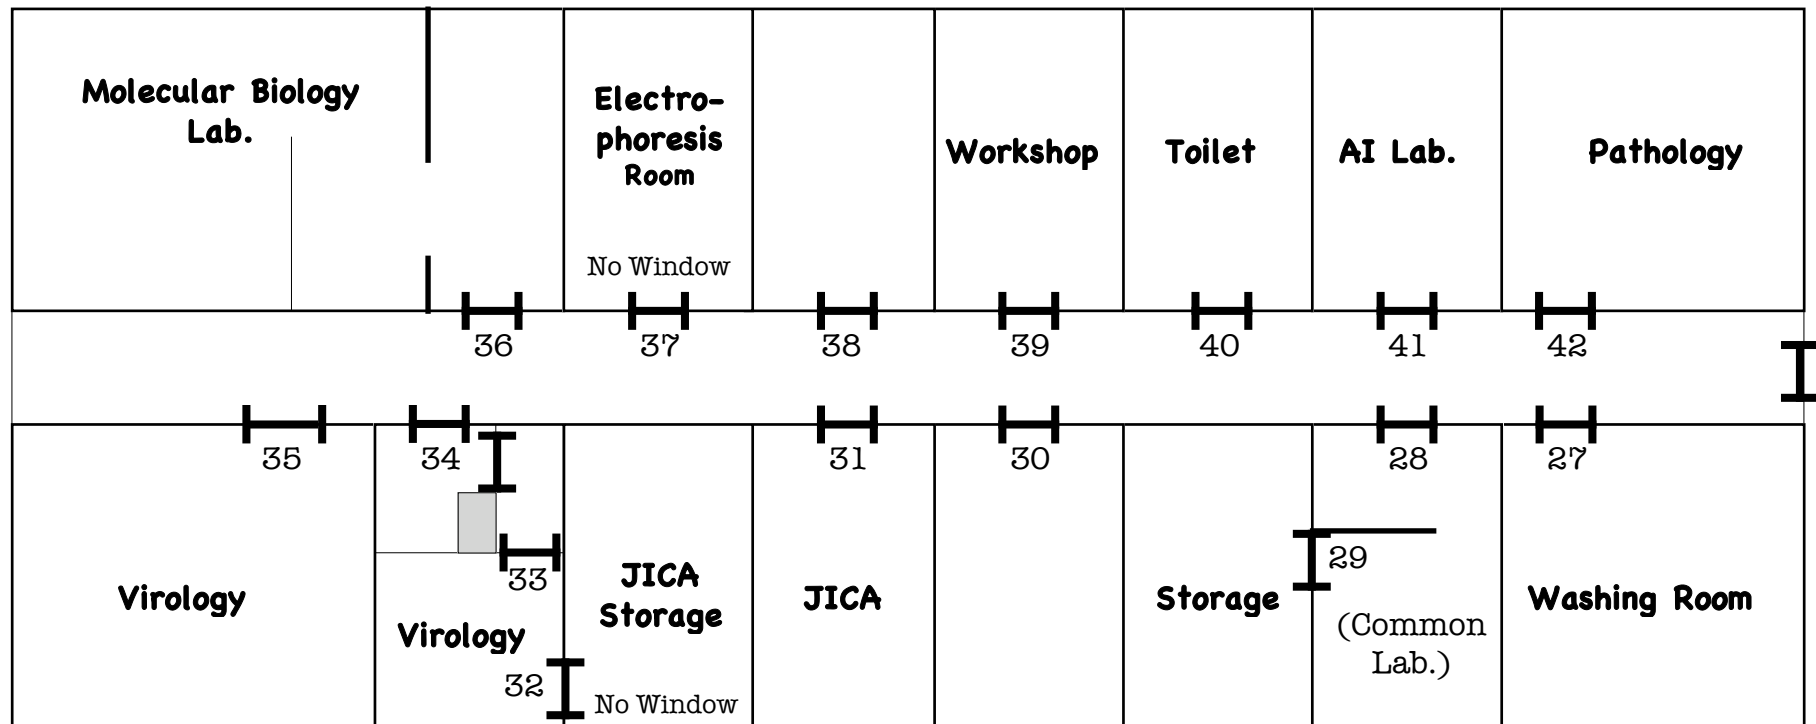 Molecular Biology
Lab.
Electro-
phoresis
Room
No Window
Workshop
Toilet
AI Lab.
Pathology
36
37
38
39
40
41
42
35
34
31
30
28
27
33
29
Virology
Virology
32
JICA
Storage
No Window
JICA
Storage
(Common
Lab.)
Washing Room